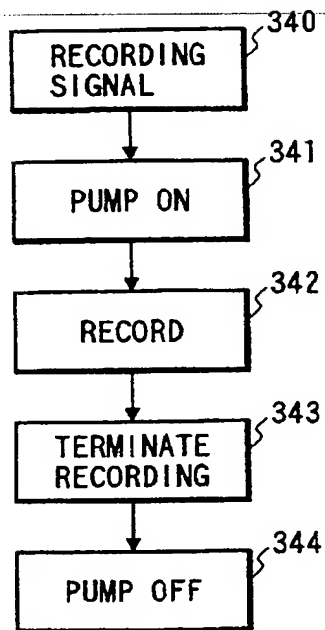 340
RECORDING
SIGNAL
341
PUMP ON
342
RECORD
343
TERMINATE
RECORDING
344
PUMP OFF